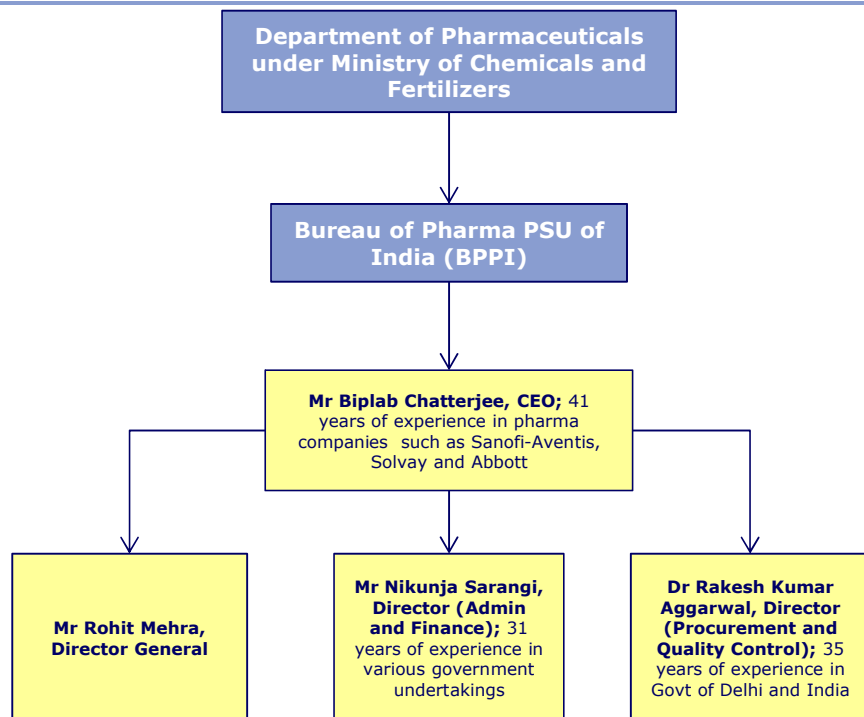 Department of Pharmaceuticals
under Ministry of Chemicals and
Fertilizers
Bureau of Pharma PSU of
India (BPPI)
Mr Biplab Chatterjee, CEO; 41
years of experience in pharma
companies such as Sanofi-Aventis,
Solvay and Abbott
Mr Rohit Mehra,
Director General
Mr Nikunja Sarangi,
Director (Admin
and Finance); 31
years of experience in
various government
undertakings
Dr Rakesh Kumar
Aggarwal, Director
(Procurement and
Quality Control); 35
years of experience in
Govt of Delhi and India